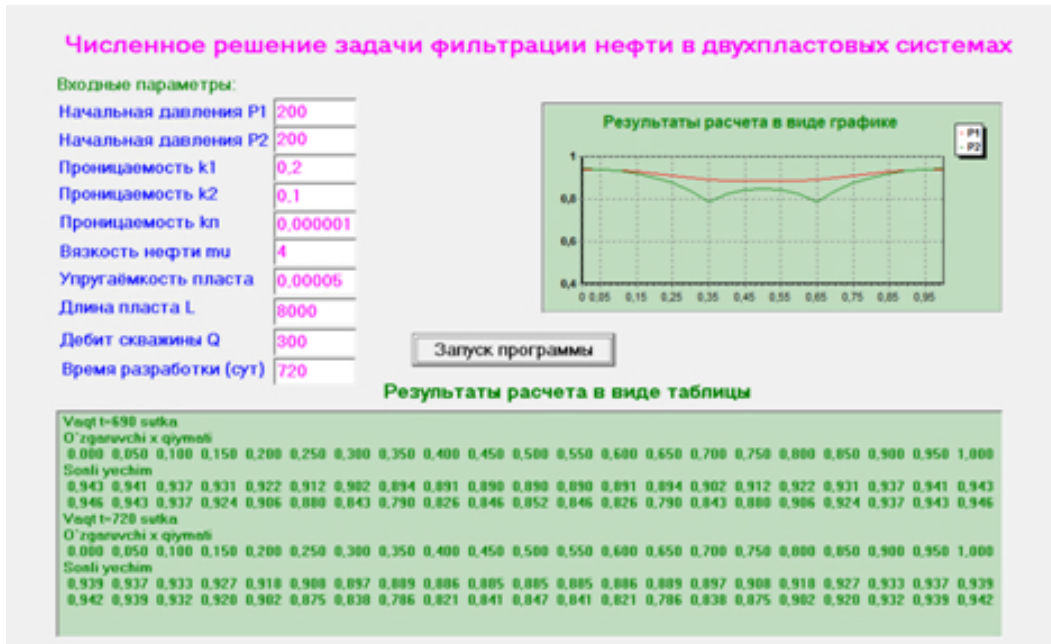 Численное решение задачи фильтрации нефти в двухпластовых системах
Входные параметры:
Начальная давления P1 200
Начальная давления P2 200
Проницаемость k1 0,2
Проницаемость k2 0,1
Проницаемость kп 0,000001
Вязкость нефти mu 4
Упругаёмкость пласта 0,00005
Длина пласта L 8000
Дебит скважины Q 300
Время разработки (сут) 720
Результаты расчета в виде графике
P1
P2
1
0,8
0,6
0,4
0 0,05 0,15 0,25 0,35 0,45 0,55 0,65 0,75 0,85 0,95
Запуск программы
Результаты расчета в виде таблицы
Vaqt t=690 sutka
O`zgaruvchi x qiymati
0.000 0,050 0,100 0,150 0,200 0,250 0,300 0,350 0,400 0,450 0,500 0,550 0,600 0,650 0,700 0,750 0,800 0,850 0,900 0,950 1,000
Sonli yechim
0,943 0,941 0,937 0,931 0,922 0,912 0,902 0,894 0,891 0,890 0,890 0,890 0,891 0,894 0,902 0,912 0,922 0,931 0,937 0,941 0,943
0,946 0,943 0,937 0,924 0,906 0,880 0,843 0,790 0,826 0,846 0,852 0,846 0,826 0,790 0,843 0,880 0,906 0,924 0,937 0,943 0,946
Vaqt t=720 sutka
O`zgaruvchi x qiymati
0.000 0,050 0,100 0,150 0,200 0,250 0,300 0,350 0,400 0,450 0,500 0,550 0,600 0,650 0,700 0,750 0,800 0,850 0,900 0,950 1,000
Sonli yechim
0,939 0,937 0,933 0,927 0,918 0,908 0,897 0,889 0,886 0,885 0,885 0,885 0,886 0,889 0,897 0,908 0,918 0,927 0,933 0,937 0,939
0,942 0,939 0,932 0,920 0,902 0,875 0,838 0,786 0,821 0,841 0,847 0,841 0,821 0,786 0,838 0,875 0,902 0,920 0,932 0,939 0,942